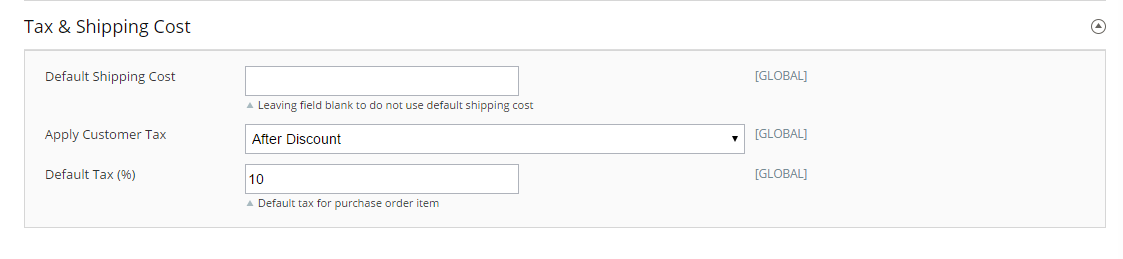 Tax & Shipping Cost
Default Shipping Cost
[GLOBAL]
Leaving field blank to do not use default shipping cost
Apply Customer Tax
After Discount
[GLOBAL]
Default Tax (%)
10
[GLOBAL]
Default tax for purchase order item